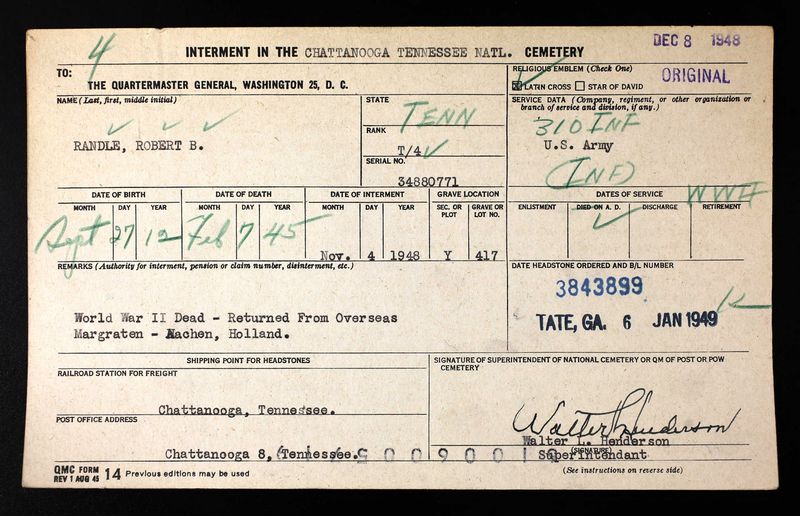 4
INTERMENT IN THE CHATTANOOGA TENNESSEE NATL. CEMETERY
DEC 8 1948
ORIGINAL
TO:
THE QUARTERMASTER GENERAL, WASHINGTON 25, D. C.
RELIGIOUS EMBLEM (Check One)
LATIN CROSS STAR OF DAVID
NAME (Last, first, middle initial)
RANDLE, ROBERT B.
STATE
TENN
RANK
T/4
SERIAL NO.
34880771
SERVICE DATA (Company, regiment, or other organization or branch of service and division, if any.)
310 INF
U.S. Army
(INF)
DATE OF BIRTH DATE OF DEATH DATE OF INTERMENT GRAVE LOCATION DATES OF SERVICE WWII
MONTH DAY YEAR MONTH DAY YEAR MONTH DAY YEAR SEC. OR PLOT GRAVE OR LOT NO. ENLISTMENT DIED ON A. D. DISCHARGE RETIREMENT
Sept 27 12 Feb 7 45 Nov. 4 1948 Y 417
REMARKS (Authority for interment, pension or claim number, disinterment, etc.)
World War II Dead - Returned From Overseas
Margraten - Aachen, Holland.
DATE HEADSTONE ORDERED AND B/L NUMBER
3843899
TATE, GA. 6 JAN 1949
SHIPPING POINT FOR HEADSTONES
RAILROAD STATION FOR FREIGHT
Chattanooga, Tennessee.
POST OFFICE ADDRESS
Chattanooga 8, (Tennessee.
SIGNATURE OF SUPERINTENDENT OF NATIONAL CEMETERY OR QM OF POST OR POW CEMETERY
Walter L. Henderson
Walter L. Henderson
(SIGNATURE)
Superintendant
(See instructions on reverse side)
QMC FORM
REV 1 AUG 45 14 Previous editions may be used